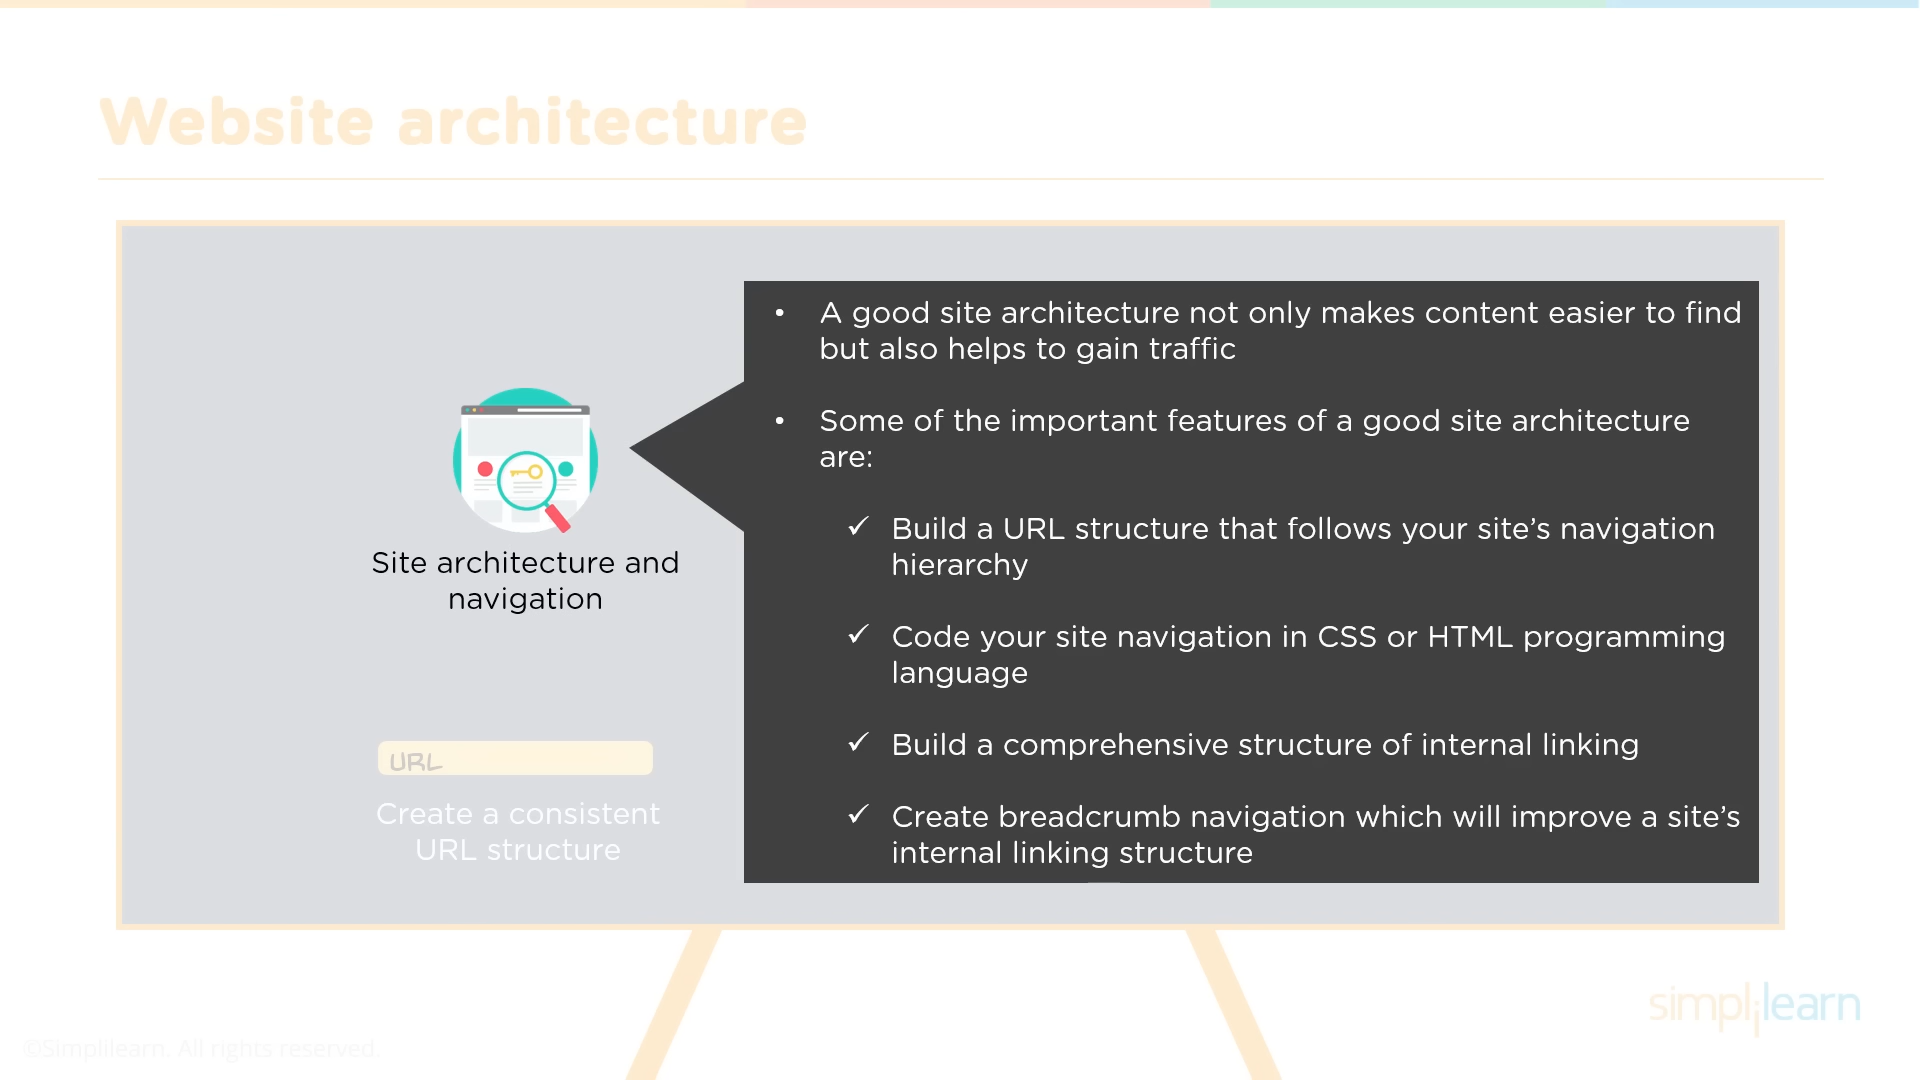 Website architecture
• A good site architecture not only makes content easier to find
but also helps to gain traffic
• Some of the important features of a good site architecture
are:
✓ Build a URL structure that follows your site’s navigation
hierarchy
✓ Code your site navigation in CSS or HTML programming
language
✓ Build a comprehensive structure of internal linking
✓ Create breadcrumb navigation which will improve a site’s
internal linking structure
Site architecture and
navigation
URL
Create a consistent
URL structure
simplilearn
©Simplilearn. All rights reserved.